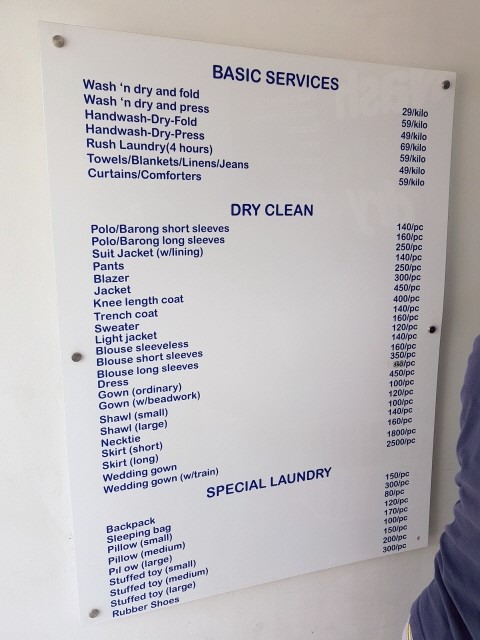 BASIC SERVICES
Wash 'n dry and fold 29/kilo
Wash 'n dry and press 59/kilo
Handwash-Dry-Fold 49/kilo
Handwash-Dry-Press 69/kilo
Rush Laundry(4 hours) 59/kilo
Towels/Blankets/Linens/Jeans 49/kilo
Curtains/Comforters 59/kilo
DRY CLEAN
Polo/Barong short sleeves 140/pc
Polo/Barong long sleeves 160/pc
Suit Jacket (w/lining) 250/pc
Pants 140/pc
Blazer 250/pc
Jacket 300/pc
Knee length coat 450/pc
Trench coat 400/pc
Sweater 140/pc
Light jacket 160/pc
Blouse sleeveless 120/pc
Blouse short sleeves 140/pc
Blouse long sleeves 160/pc
Dress 350/pc
Gown (ordinary)
Gown (w/beadwork) 450/pc
Shawl (small) 100/pc
Shawl (large) 120/pc
Necktie 100/pc
Skirt (short) 140/pc
Skirt (long) 160/pc
Wedding gown 1800/pc
Wedding gown (w/train) 2500/pc
SPECIAL LAUNDRY
Backpack 150/pc
Sleeping bag 300/pc
Pillow (small) 80/pc
Pillow (medium) 120/pc
Pil ow (large) 170/pc
Stuffed toy (small) 100/pc
Stuffed toy (medium) 150/pc
Stuffed toy (large) 200/pc
Rubber Shoes 300/pc